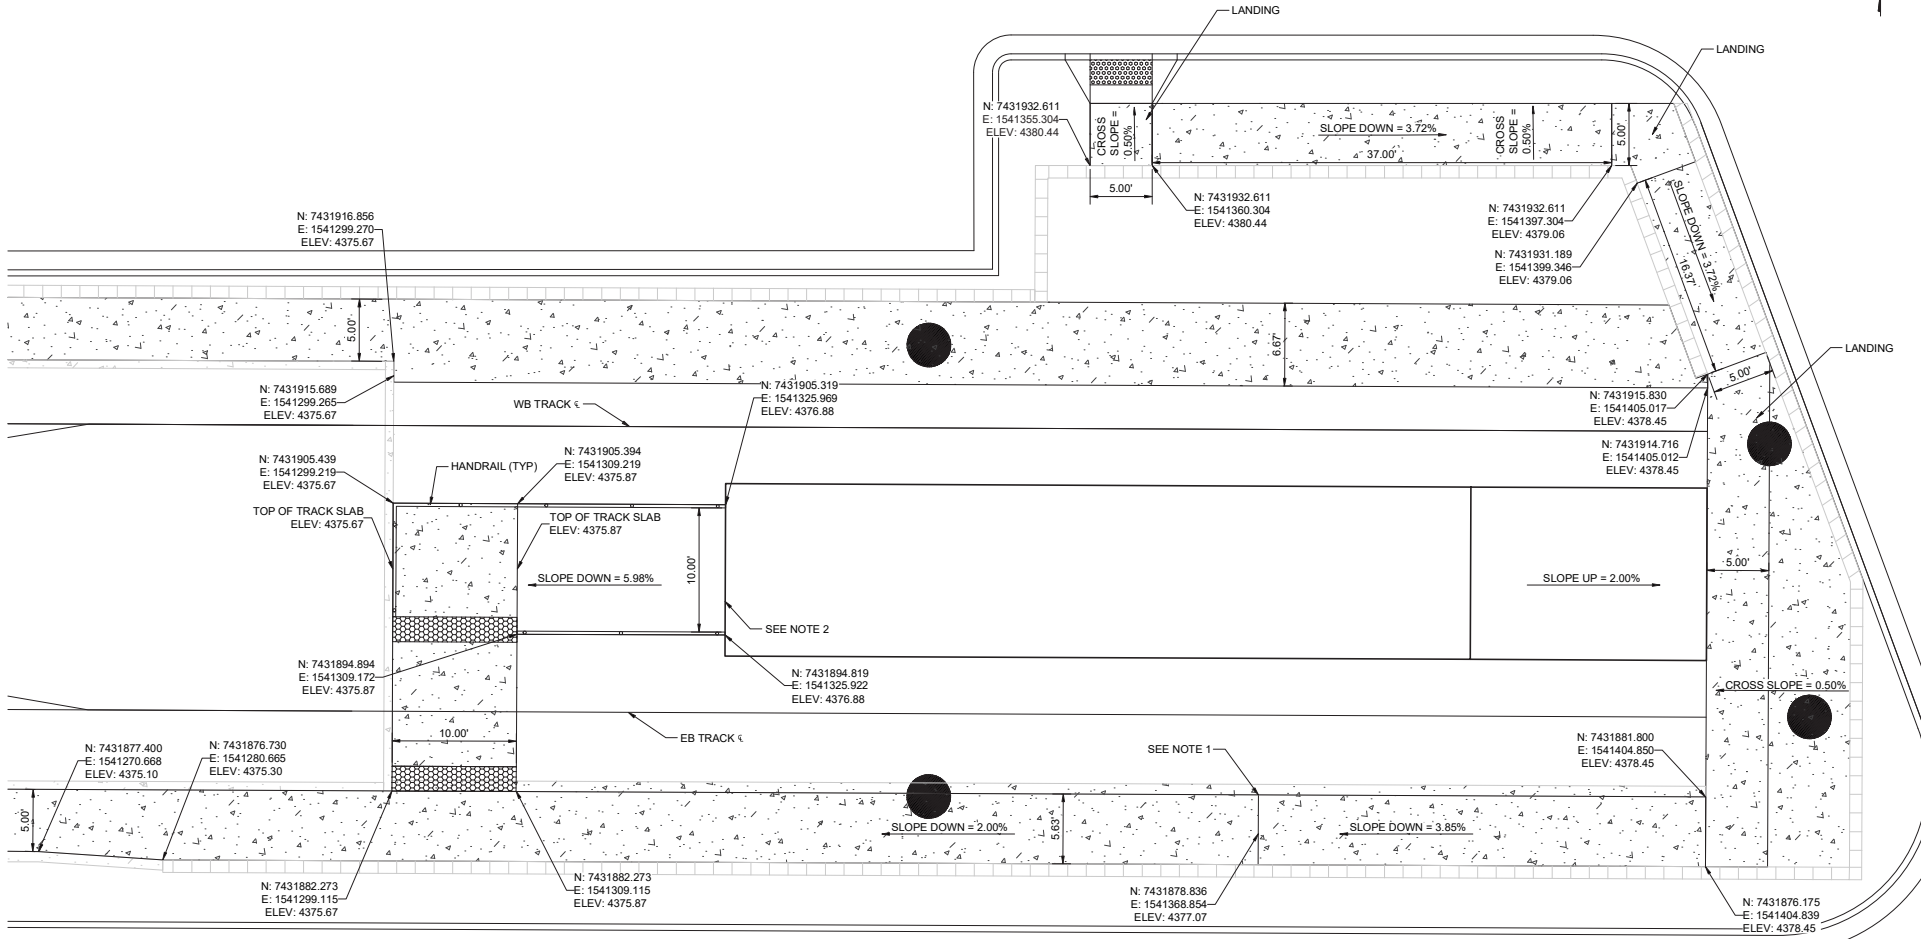 LANDING
LANDING
N: 7431932.611
E: 1541355.304
ELEV: 4380.44
CROSS
SLOPE =
0.50%
SLOPE DOWN = 3.72%
CROSS
SLOPE =
0.50%
5.00'
37.00'
5.00'
N: 7431932.611
E: 1541360.304
ELEV: 4380.44
N: 7431932.611
E: 1541397.304
ELEV: 4379.06
SLOPE DOWN = 3.72%
16.37'
N: 7431931.189
E: 1541399.346
ELEV: 4379.06
N: 7431916.856
E: 1541299.270
ELEV: 4375.67
5.00'
6.67'
LANDING
5.00'
N: 7431915.689
E: 1541299.265
ELEV: 4375.67
WB TRACK ℄
N: 7431905.319
E: 1541325.969
ELEV: 4376.88
N: 7431915.830
E: 1541405.017
ELEV: 4378.45
N: 7431914.716
E: 1541405.012
ELEV: 4378.45
N: 7431905.439
E: 1541299.219
ELEV: 4375.67
HANDRAIL (TYP)
N: 7431905.394
E: 1541309.219
ELEV: 4375.87
TOP OF TRACK SLAB
ELEV: 4375.67
TOP OF TRACK SLAB
ELEV: 4375.87
SLOPE DOWN = 5.98%
10.00'
SLOPE UP = 2.00%
5.00'
SEE NOTE 2
N: 7431894.894
E: 1541309.172
ELEV: 4375.87
N: 7431894.819
E: 1541325.922
ELEV: 4376.88
CROSS SLOPE = 0.50%
10.00'
EB TRACK ℄
N: 7431877.400
E: 1541270.668
ELEV: 4375.10
N: 7431876.730
E: 1541280.665
ELEV: 4375.30
SEE NOTE 1
N: 7431881.800
E: 1541404.850
ELEV: 4378.45
5.00'
SLOPE DOWN = 2.00%
5.63'
SLOPE DOWN = 3.85%
N: 7431882.273
E: 1541299.115
ELEV: 4375.67
N: 7431882.273
E: 1541309.115
ELEV: 4375.87
N: 7431878.836
E: 1541368.854
ELEV: 4377.07
N: 7431876.175
E: 1541404.839
ELEV: 4378.45